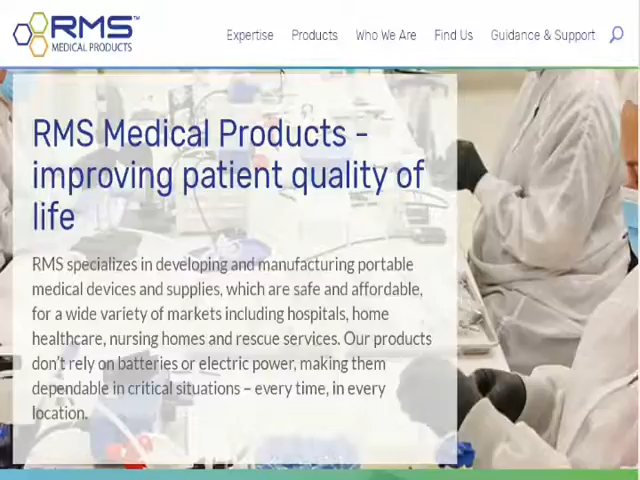 RMS™
MEDICAL PRODUCTS
Expertise Products Who We Are Find Us Guidance & Support
RMS Medical Products -
improving patient quality of
life
RMS specializes in developing and manufacturing portable
medical devices and supplies, which are safe and affordable,
for a wide variety of markets including hospitals, home
healthcare, nursing homes and rescue services. Our products
don't rely on batteries or electric power, making them
dependable in critical situations – every time, in every
location.